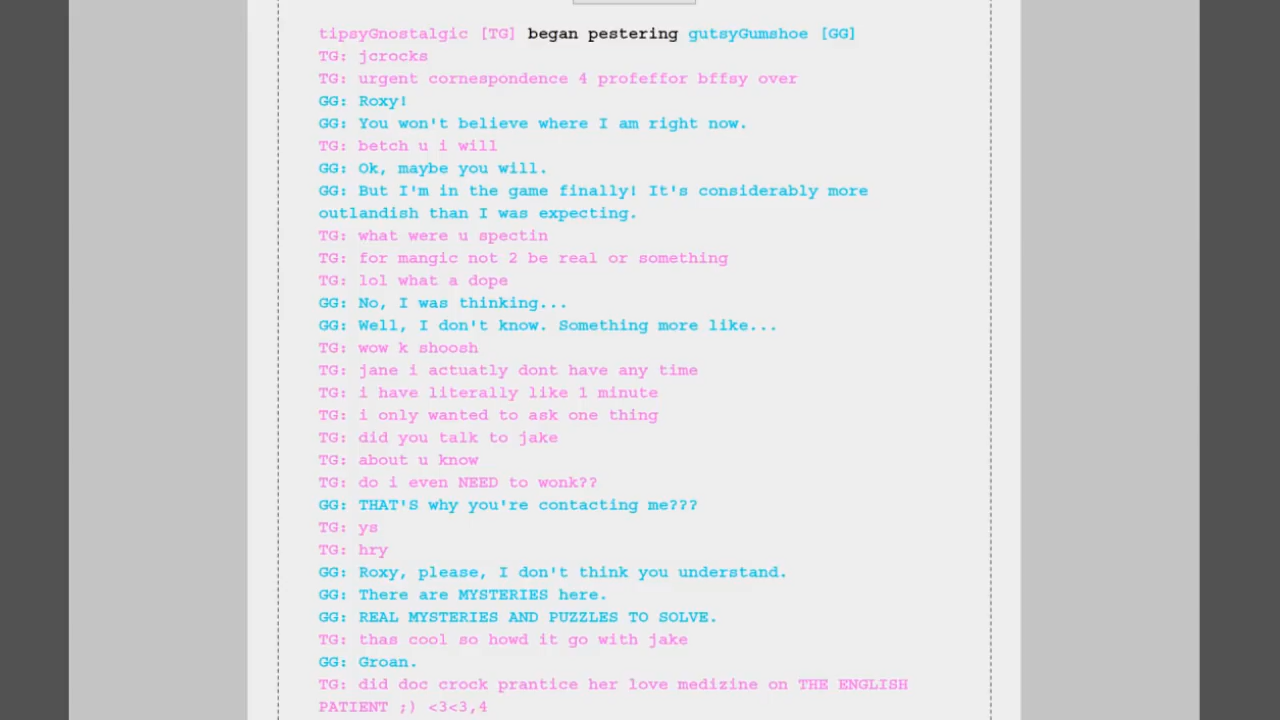 tipsyGnostalgic [TG] began pestering gutsyGumshoe [GG]
TG: jcrocks
TG: urgent cornespondence 4 profeffor bffsy over
GG: Roxy!
GG: You won't believe where I am right now.
TG: betch u i will
GG: Ok, maybe you will.
GG: But I'm in the game finally! It's considerably more
outlandish than I was expecting.
TG: what were u spectin
TG: for mangic not 2 be real or something
TG: lol what a dope
GG: No, I was thinking...
GG: Well, I don't know. Something more like...
TG: wow k shoosh
TG: jane i actuatly dont have any time
TG: i have literally like 1 minute
TG: i only wanted to ask one thing
TG: did you talk to jake
TG: about u know
TG: do i even NEED to wonk??
GG: THAT'S why you're contacting me???
TG: ys
TG: hry
GG: Roxy, please, I don't think you understand.
GG: There are MYSTERIES here.
GG: REAL MYSTERIES AND PUZZLES TO SOLVE.
TG: thas cool so howd it go with jake
GG: Groan.
TG: did doc crock prantice her love medizine on THE ENGLISH
PATIENT ;) <3<3,4